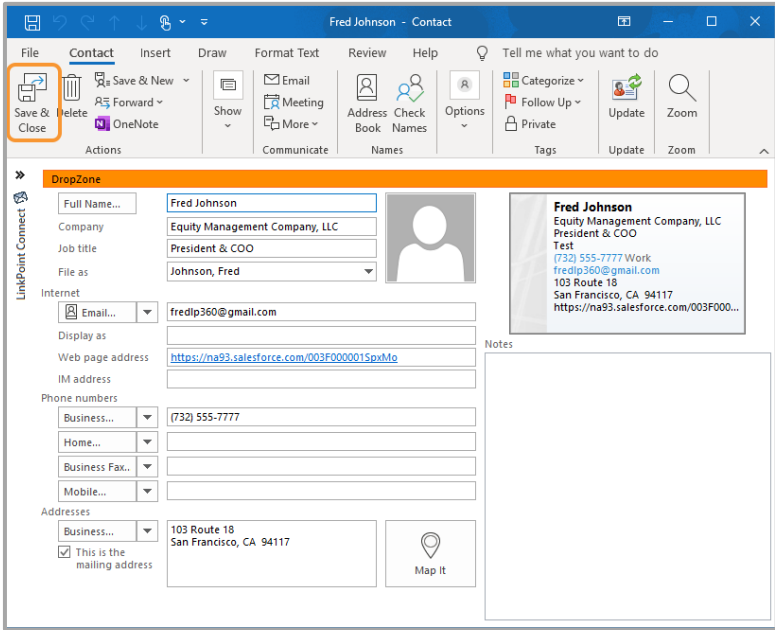 Fred Johnson - Contact
File Contact Insert Draw Format Text Review Help Tell me what you want to do
Save & Close
Delete
Save & New
Forward
OneNote
Actions
Show
Email
Meeting
More
Communicate
Address Book
Check Names
Names
Options
Categorize
Follow Up
Private
Tags
Update
Update
Zoom
Zoom
LinkPoint Connect
DropZone
Full Name... Fred Johnson
Company Equity Management Company, LLC
Job title President & COO
File as Johnson, Fred
Internet
Email... fredlp360@gmail.com
Display as
Web page address https://na93.salesforce.com/003F000001SpxMo
IM address
Phone numbers
Business... (732) 555-7777
Home...
Business Fax..
Mobile...
Addresses
Business... 103 Route 18
San Francisco, CA 94117
This is the
mailing address
Map It
Fred Johnson
Equity Management Company, LLC
President & COO
Test
(732) 555-7777 Work
fredlp360@gmail.com
103 Route 18
San Francisco, CA 94117
https://na93.salesforce.com/003F000...
Notes